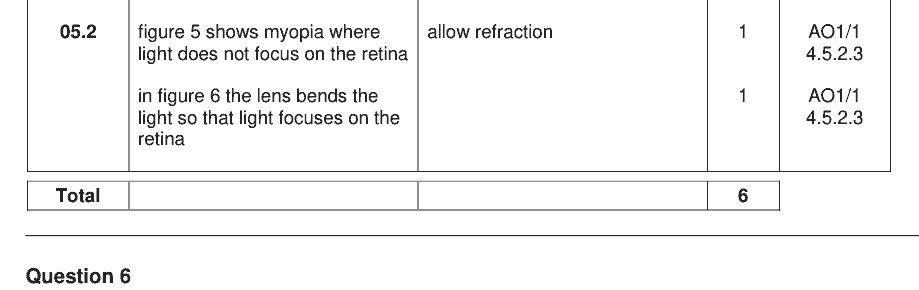 05.2 figure 5 shows myopia where allow refraction 1 AO1/1
light does not focus on the retina 4.5.2.3
in figure 6 the lens bends the 1 AO1/1
light so that light focuses on the 4.5.2.3
retina
Total 6
Question 6